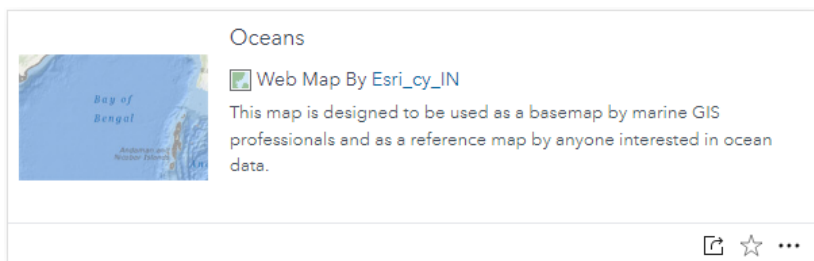 Oceans
Web Map By Esri_cy_IN
Bay of
Bengal
Andaman and
Nicobar Islands
This map is designed to be used as a basemap by marine GIS
professionals and as a reference map by anyone interested in ocean
data.